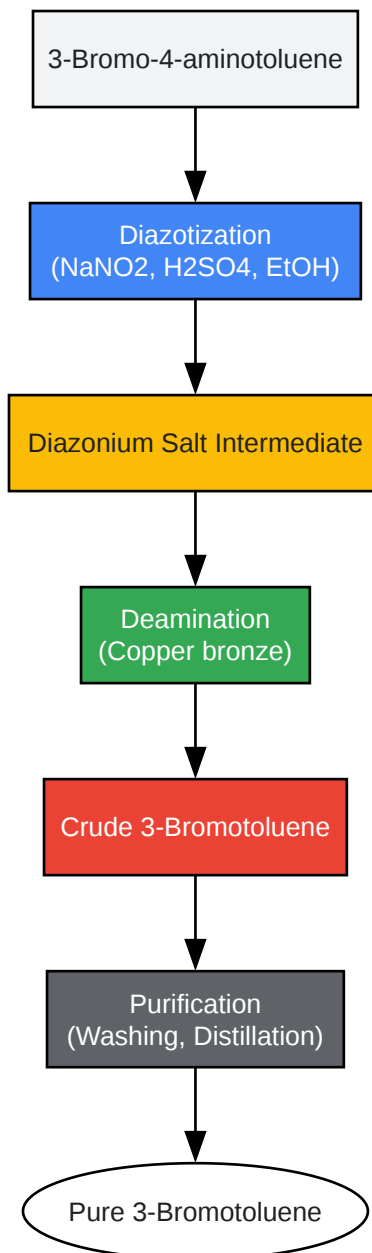 3-Bromo-4-aminotoluene
Diazotization
(NaNO2, H2SO4, EtOH)
Diazonium Salt Intermediate
Deamination
(Copper bronze)
Crude 3-Bromotoluene
Purification
(Washing, Distillation)
Pure 3-Bromotoluene